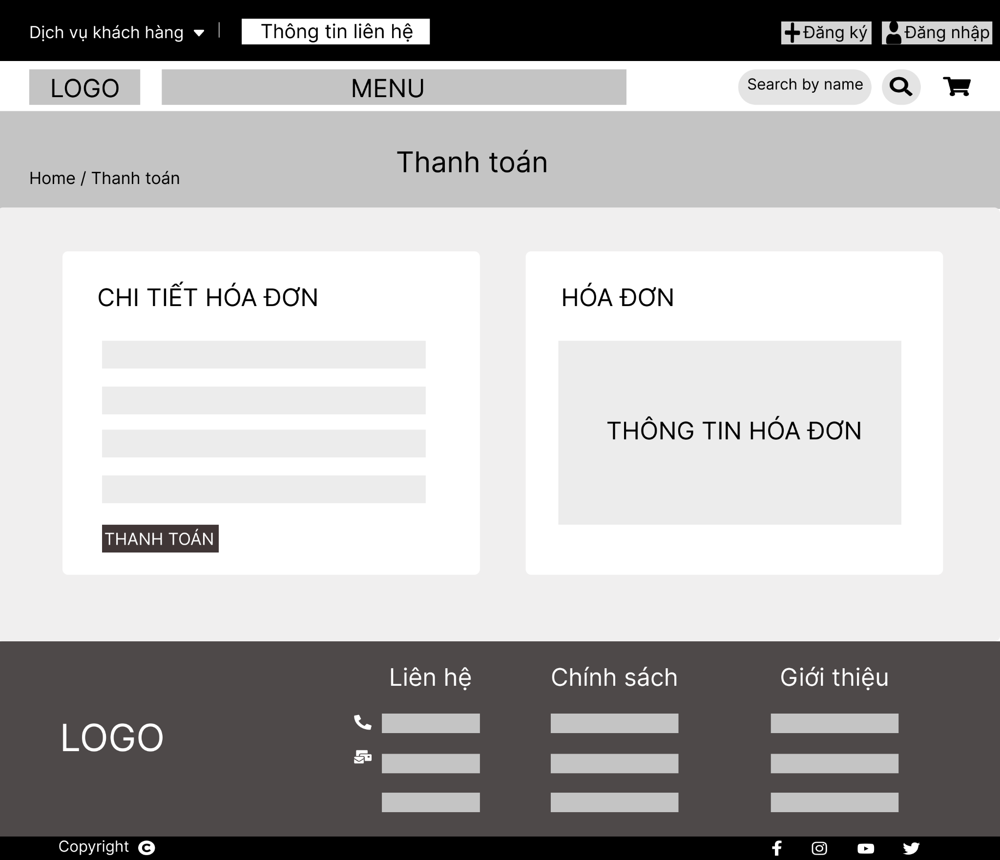 Dịch vụ khách hàng
Thông tin liên hệ
Đăng ký
Đăng nhập
LOGO
MENU
Search by name
Thanh toán
Home / Thanh toán
CHI TIẾT HÓA ĐƠN
HÓA ĐƠN
THÔNG TIN HÓA ĐƠN
THANH TOÁN
Liên hệ
Chính sách
Giới thiệu
LOGO
Copyright ©